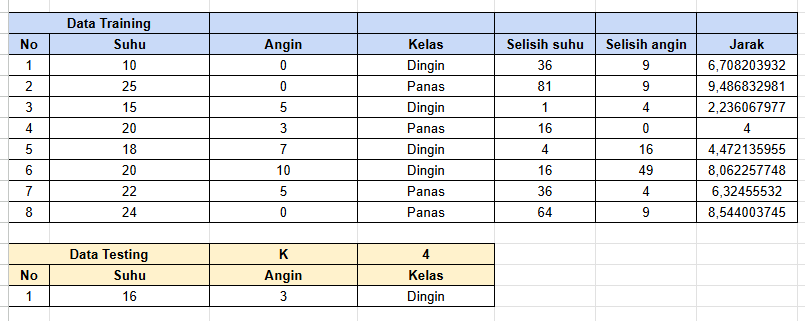 Data Training
No Suhu Angin Kelas Selisih suhu Selisih angin Jarak
1 10 0 Dingin 36 9 6,708203932
2 25 0 Panas 81 9 9,486832981
3 15 5 Dingin 1 4 2,236067977
4 20 3 Panas 16 0 4
5 18 7 Dingin 4 16 4,472135955
6 20 10 Dingin 16 49 8,062257748
7 22 5 Panas 36 4 6,32455532
8 24 0 Panas 64 9 8,544003745
Data Testing K 4
No Suhu Angin Kelas
1 16 3 Dingin